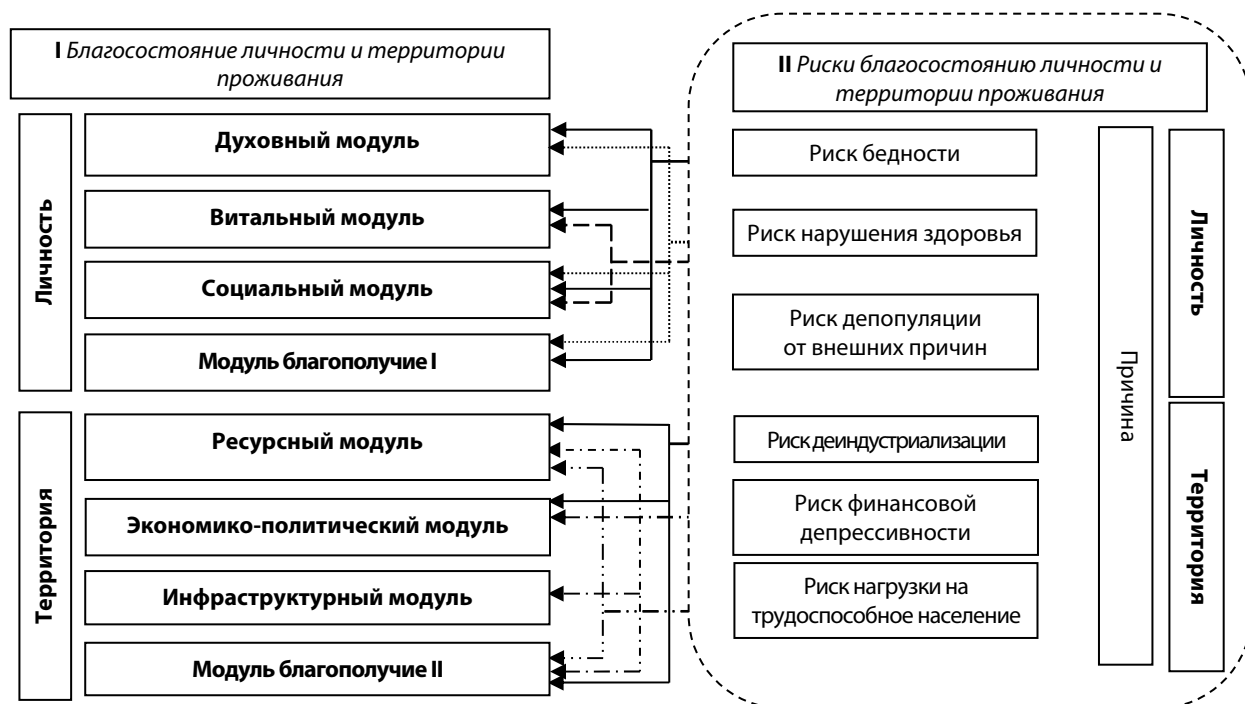 I Благосостояние личности и территории
проживания
Личность
Духовный модуль
Витальный модуль
Социальный модуль
Модуль благополучие I
Территория
Ресурсный модуль
Экономико-политический модуль
Инфраструктурный модуль
Модуль благополучие II
II Риски благосостоянию личности и
территории проживания
Риск бедности
Риск нарушения здоровья
Риск депопуляции
от внешних причин
Риск деиндустриализации
Риск финансовой
депрессивности
Риск нагрузки на
трудоспособное население
Причина
Личность
Территория